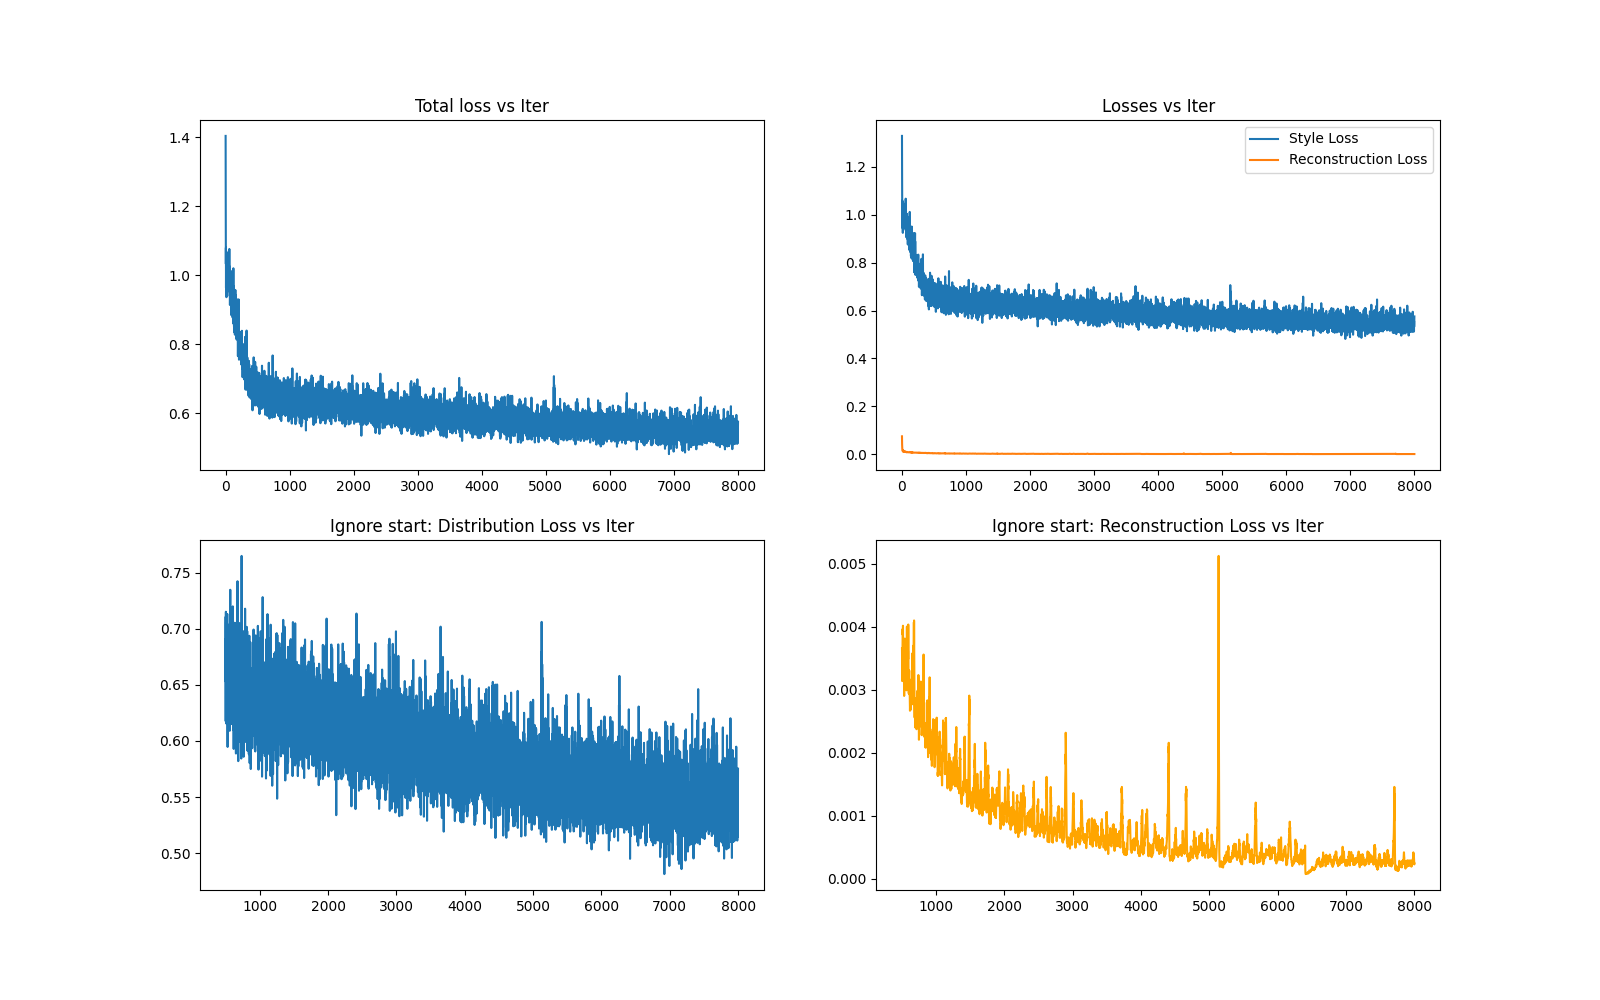 Total loss vs Iter
1.4
1.2
1.0
0.8
0.6
0 1000 2000 3000 4000 5000 6000 7000 8000
Losses vs Iter
Style Loss
Reconstruction Loss
1.2
1.0
0.8
0.6
0.4
0.2
0.0
0 1000 2000 3000 4000 5000 6000 7000 8000
Ignore start: Distribution Loss vs Iter
0.75
0.70
0.65
0.60
0.55
0.50
1000 2000 3000 4000 5000 6000 7000 8000
Ignore start: Reconstruction Loss vs Iter
0.005
0.004
0.003
0.002
0.001
0.000
1000 2000 3000 4000 5000 6000 7000 8000